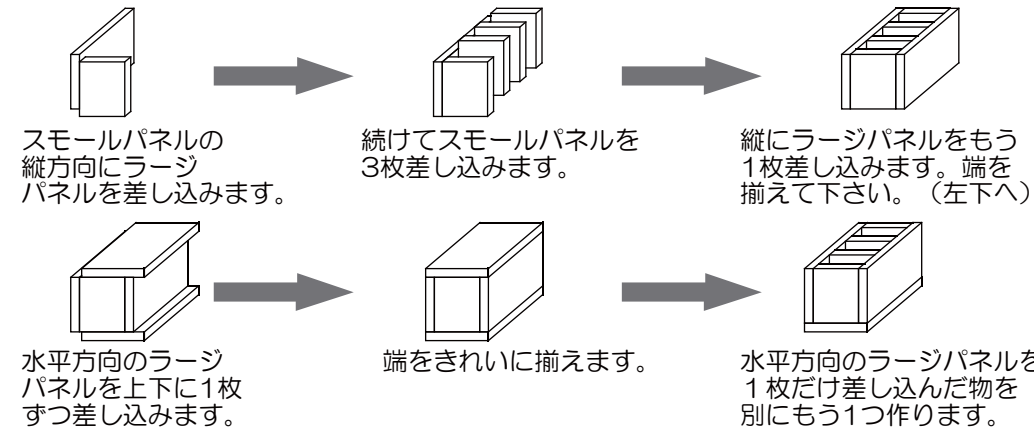 スモールパネルの
縦方向にラージ
パネルを差し込みます。
続けてスモールパネルを
3枚差し込みます。
縦にラージパネルをもう
1枚差し込みます。端を
揃えて下さい。（左下へ）
水平方向のラージ
パネルを上下に1枚
ずつ差し込みます。
端をきれいに揃えます。
水平方向のラージパネルを
１枚だけ差し込んだ物を
別にもう1つ作ります。